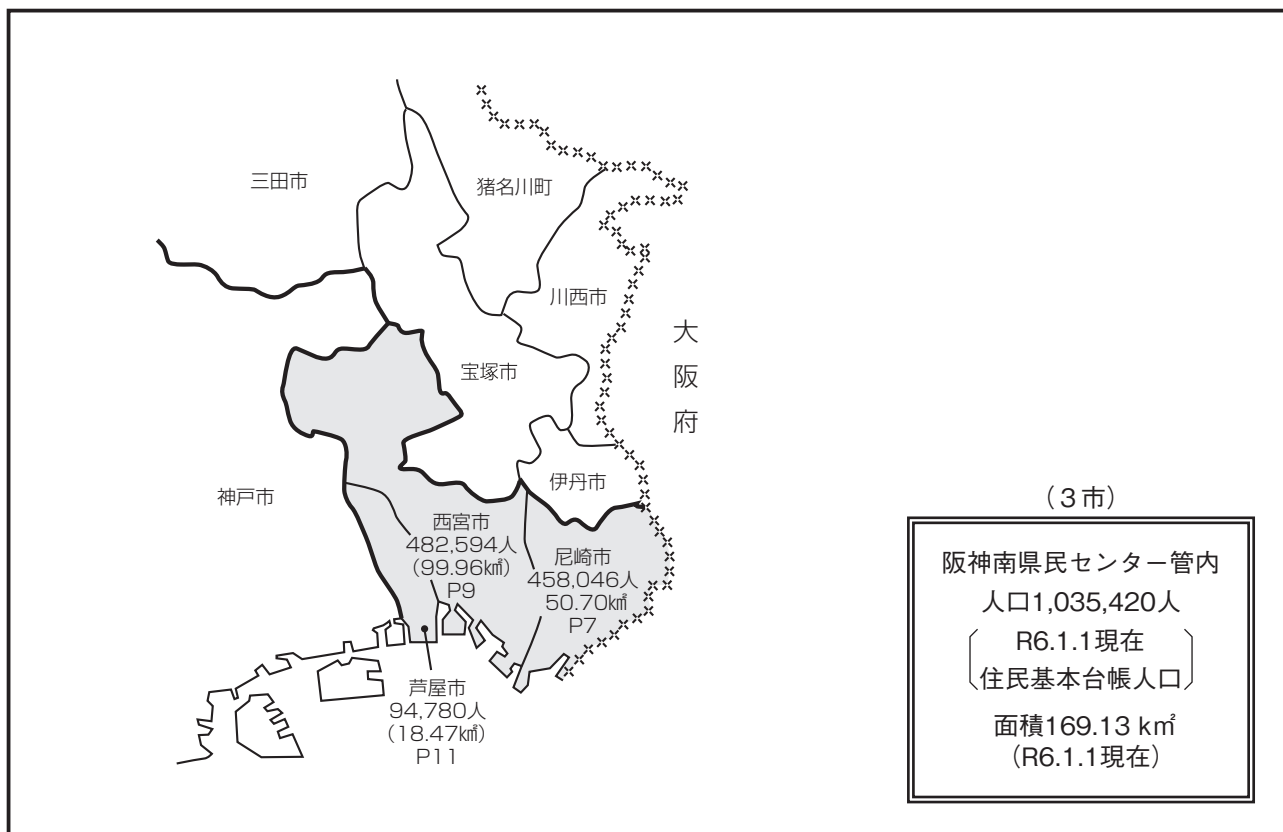 三田市
猪名川町
川西市
大阪府
宝塚市
伊丹市
神戸市
西宮市
482,594人
(99.96㎢)
P9
尼崎市
458,046人
50.70㎢
P7
芦屋市
94,780人
(18.47㎢)
P11
（3市）
阪神南県民センター管内
人口1,035,420人
R6.1.1現在
住民基本台帳人口
面積169.13 ㎢
（R6.1.1現在）